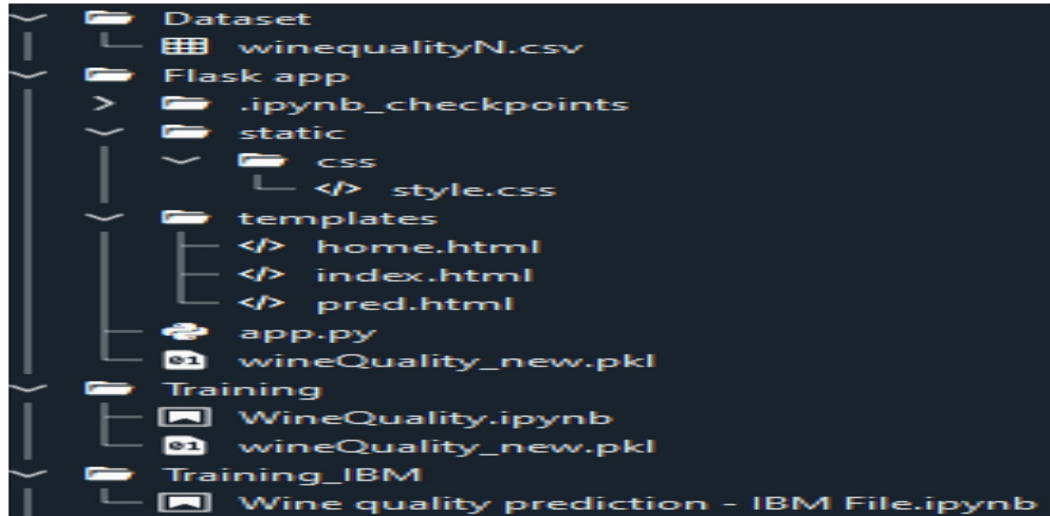 Dataset
winequalityN.csv
Flask app
.ipynb_checkpoints
static
css
style.css
templates
home.html
index.html
pred.html
app.py
wineQuality_new.pkl
Training
WineQuality.ipynb
wineQuality_new.pkl
Training_IBM
Wine quality prediction - IBM File.ipynb